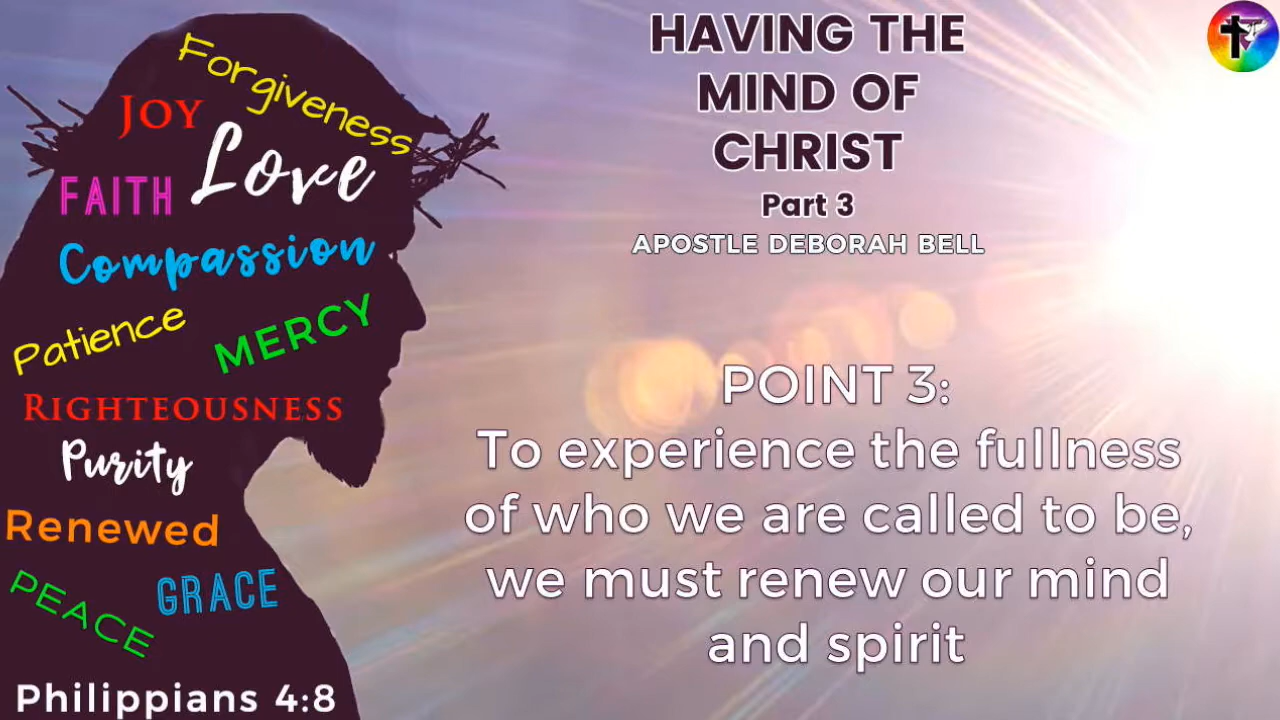 Forgiveness
JOY
Love
FAITH
Compassion
Patience
MERCY
RIGHTEOUSNESS
Purity
Renewed
PEACE
GRACE
Philippians 4:8
HAVING THE
MIND OF
CHRIST
Part 3
APOSTLE DEBORAH BELL
POINT 3:
To experience the fullness
of who we are called to be,
we must renew our mind
and spirit